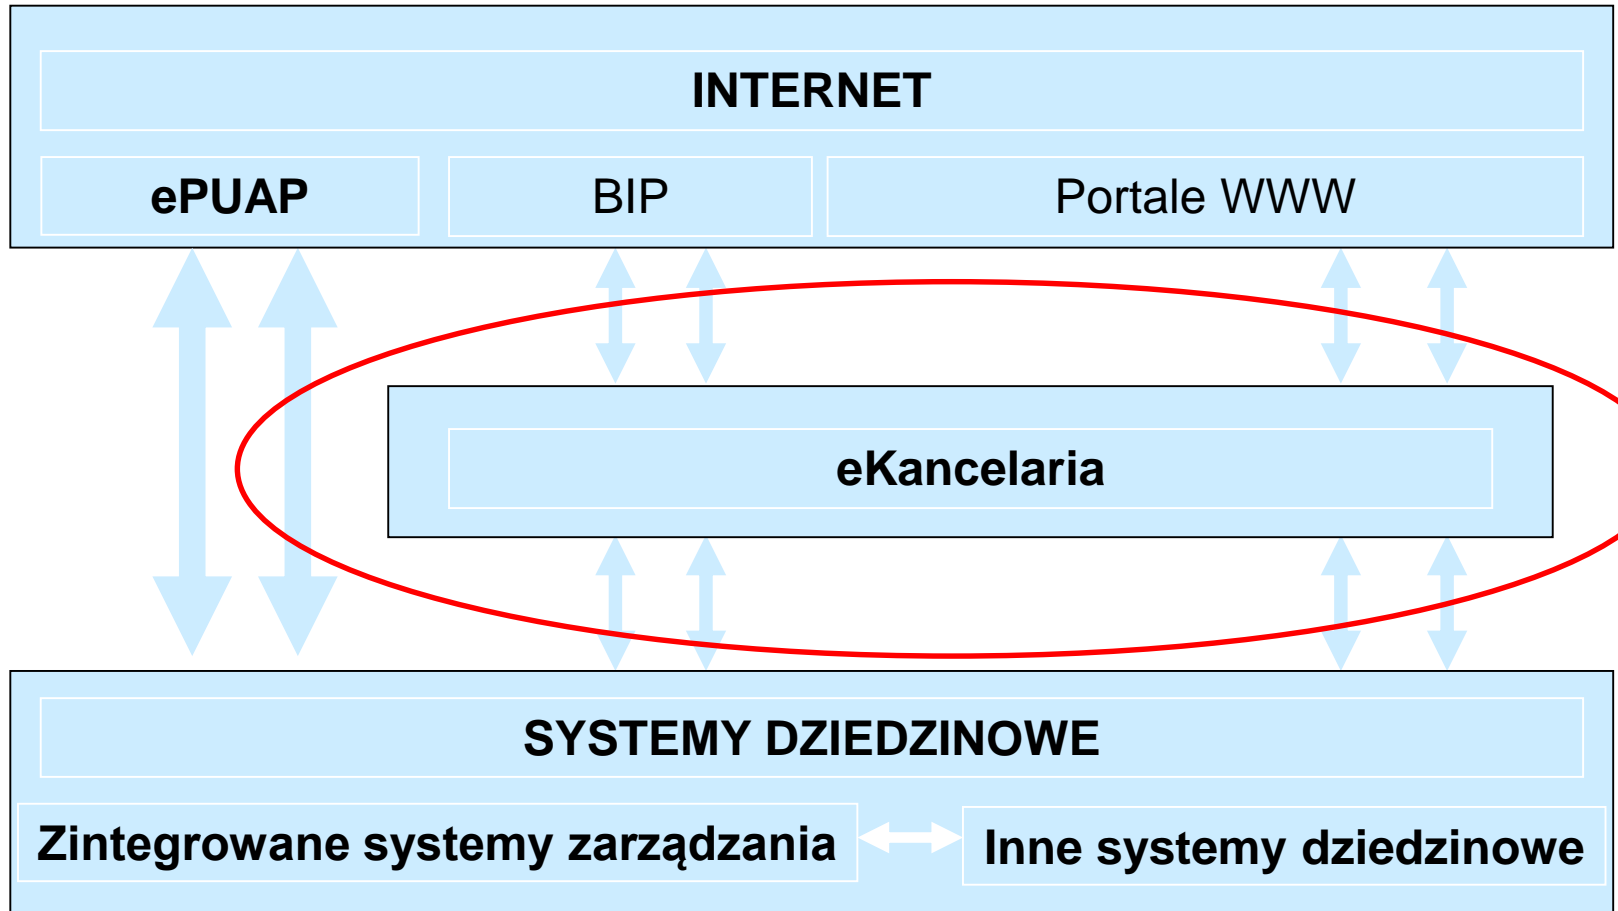 INTERNET
ePUAP BIP Portale WWW
eKancelaria
SYSTEMY DZIEDZINOWE
Zintegrowane systemy zarządzania Inne systemy dziedzinowe